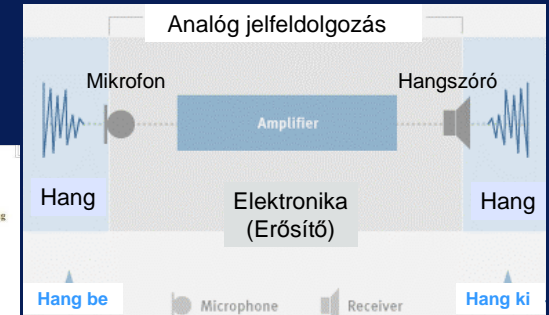 Analóg jelfeldolgozás
Mikrofon
Hangszóró
Amplifier
Hang
Elektronika
(Erősítő)
Hang
Hang be
Microphone
Receiver
Hang ki